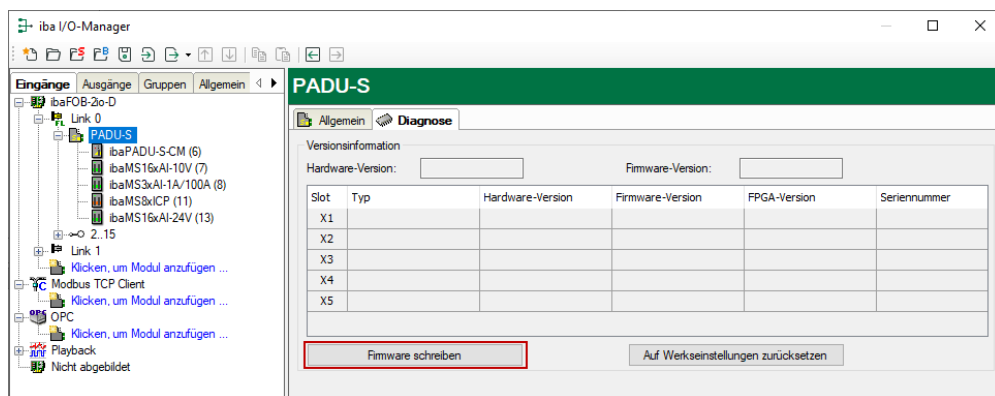 iba I/O-Manager
Eingänge Ausgänge Gruppen Allgemein
ibaFOB-2io-D
Link 0
PADU-S
ibaPADU-S-CM (6)
ibaMS16xAI-10V (7)
ibaMS3xAI-1A/100A (8)
ibaMS8xICP (11)
ibaMS16xAI-24V (13)
2..15
Link 1
Klicken, um Modul anzufügen ...
Modbus TCP Client
Klicken, um Modul anzufügen ...
OPC
Klicken, um Modul anzufügen ...
Playback
Nicht abgebildet
PADU-S
Allgemein Diagnose
Versionsinformation
Hardware-Version: Firmware-Version:
Slot Typ Hardware-Version Firmware-Version FPGA-Version Seriennummer
X1
X2
X3
X4
X5
Firmware schreiben Auf Werkseinstellungen zurücksetzen